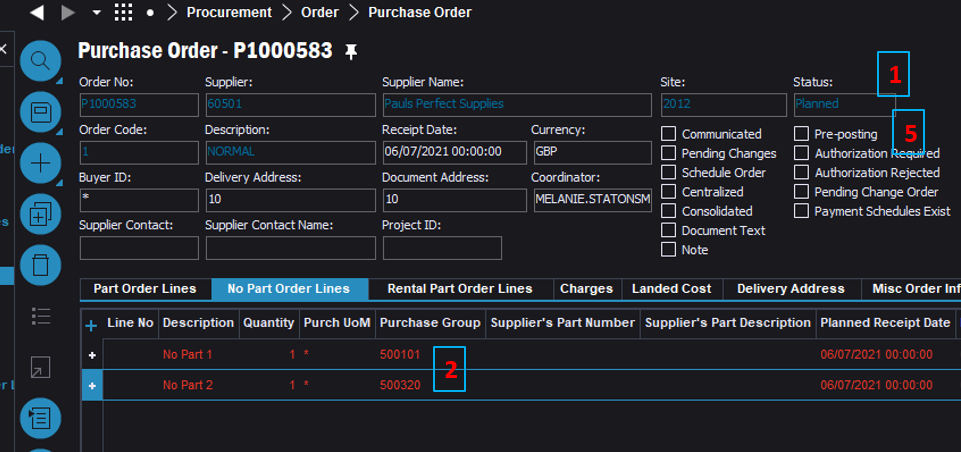 Procurement > Order > Purchase Order
Purchase Order - P1000583
Order No: Supplier: Supplier Name: Site: Status:
P1000583 60501 Pauls Perfect Supplies 2012 Planned 1
Order Code: Description: Receipt Date: Currency: Communicated Pre-posting 5
1 NORMAL 06/07/2021 00:00:00 GBP Pending Changes Authorization Required
Buyer ID: Delivery Address: Document Address: Coordinator: Schedule Order Authorization Rejected
* 10 10 MELANIE.STATONSM Centralized Pending Change Order
Supplier Contact: Supplier Contact Name: Project ID: Consolidated Payment Schedules Exist
Document Text
Note
Part Order Lines No Part Order Lines Rental Part Order Lines Charges Landed Cost Delivery Address Misc Order Inf
Line No Description Quantity Purch UoM Purchase Group Supplier's Part Number Supplier's Part Description Planned Receipt Date
No Part 1 1 * 500101 06/07/2021 00:00:00
No Part 2 1 * 500320 2 06/07/2021 00:00:00